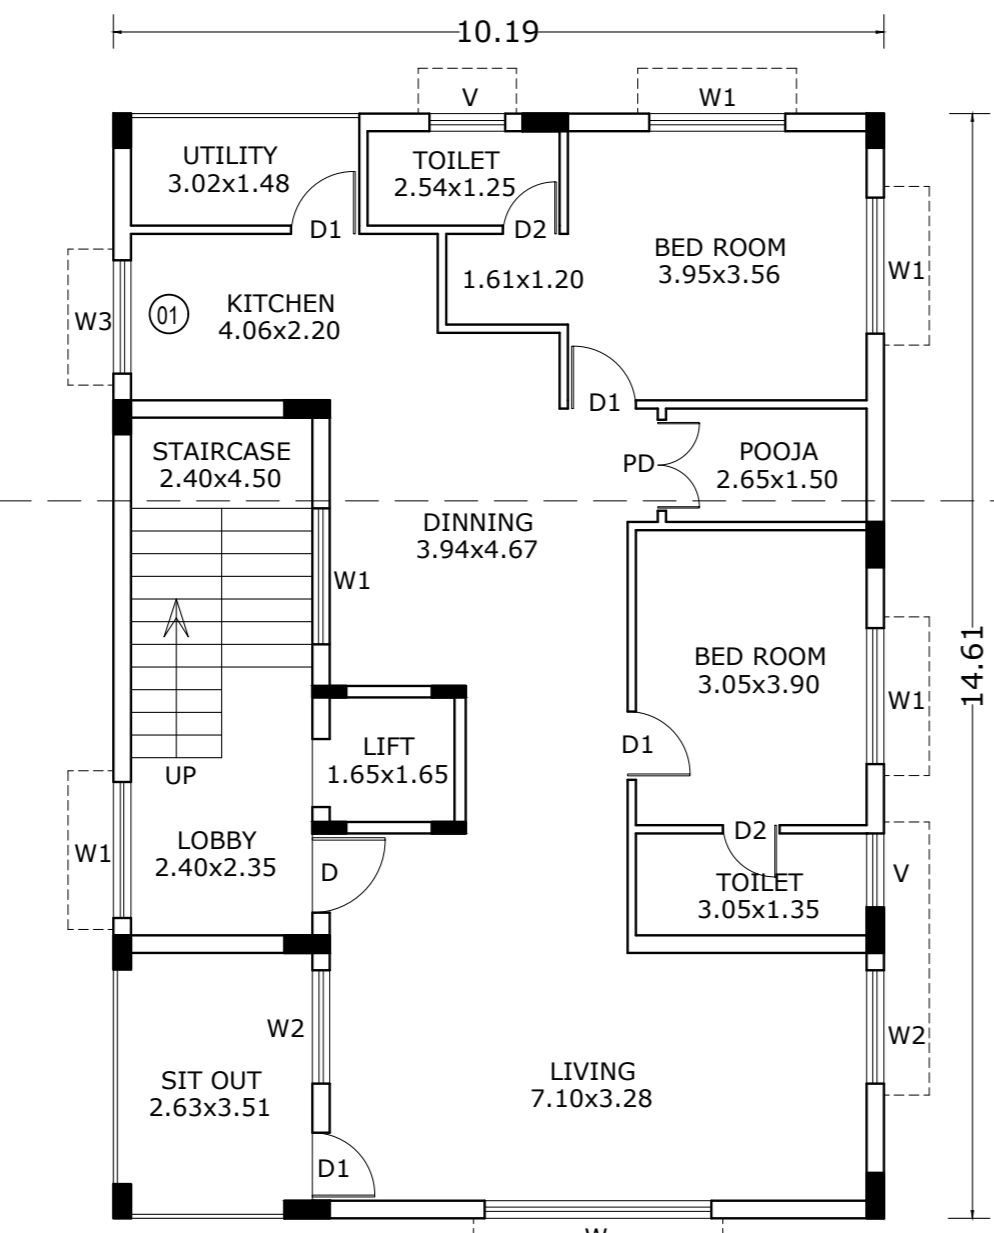 10.19
V
W1
UTILITY
3.02x1.48
TOILET
2.54x1.25
D1
D2
BED ROOM
3.95x3.56
1.61x1.20
W1
W3
01
KITCHEN
4.06x2.20
D1
STAIRCASE
2.40x4.50
PD
POOJA
2.65x1.50
DINNING
3.94x4.67
W1
BED ROOM
3.05x3.90
14.61
W1
D1
LIFT
1.65x1.65
UP
D2
LOBBY
2.40x2.35
W1
D
V
TOILET
3.05x1.35
W2
W2
LIVING
7.10x3.28
SIT OUT
2.63x3.51
D1